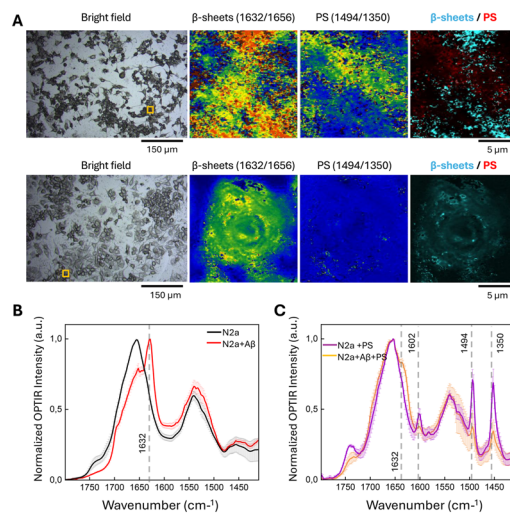 A
Bright field
β-sheets (1632/1656)
PS (1494/1350)
β-sheets / PS
150 µm
5 µm
Bright field
β-sheets (1632/1656)
PS (1494/1350)
β-sheets / PS
150 µm
5 µm
B
Normalized OPTIR Intensity (a.u.)
1,0
0,5
0,0
N2a
N2a+Aβ
1632
1750 1700 1650 1600 1550 1500 1450
Wavenumber (cm-1)
C
Normalized OPTIR Intensity (a.u.)
1,0
0,5
0,0
N2a +PS
N2a+Aβ+PS
1632
1602
1494
1350
1750 1700 1650 1600 1550 1500 1450
Wavenumber (cm-1)